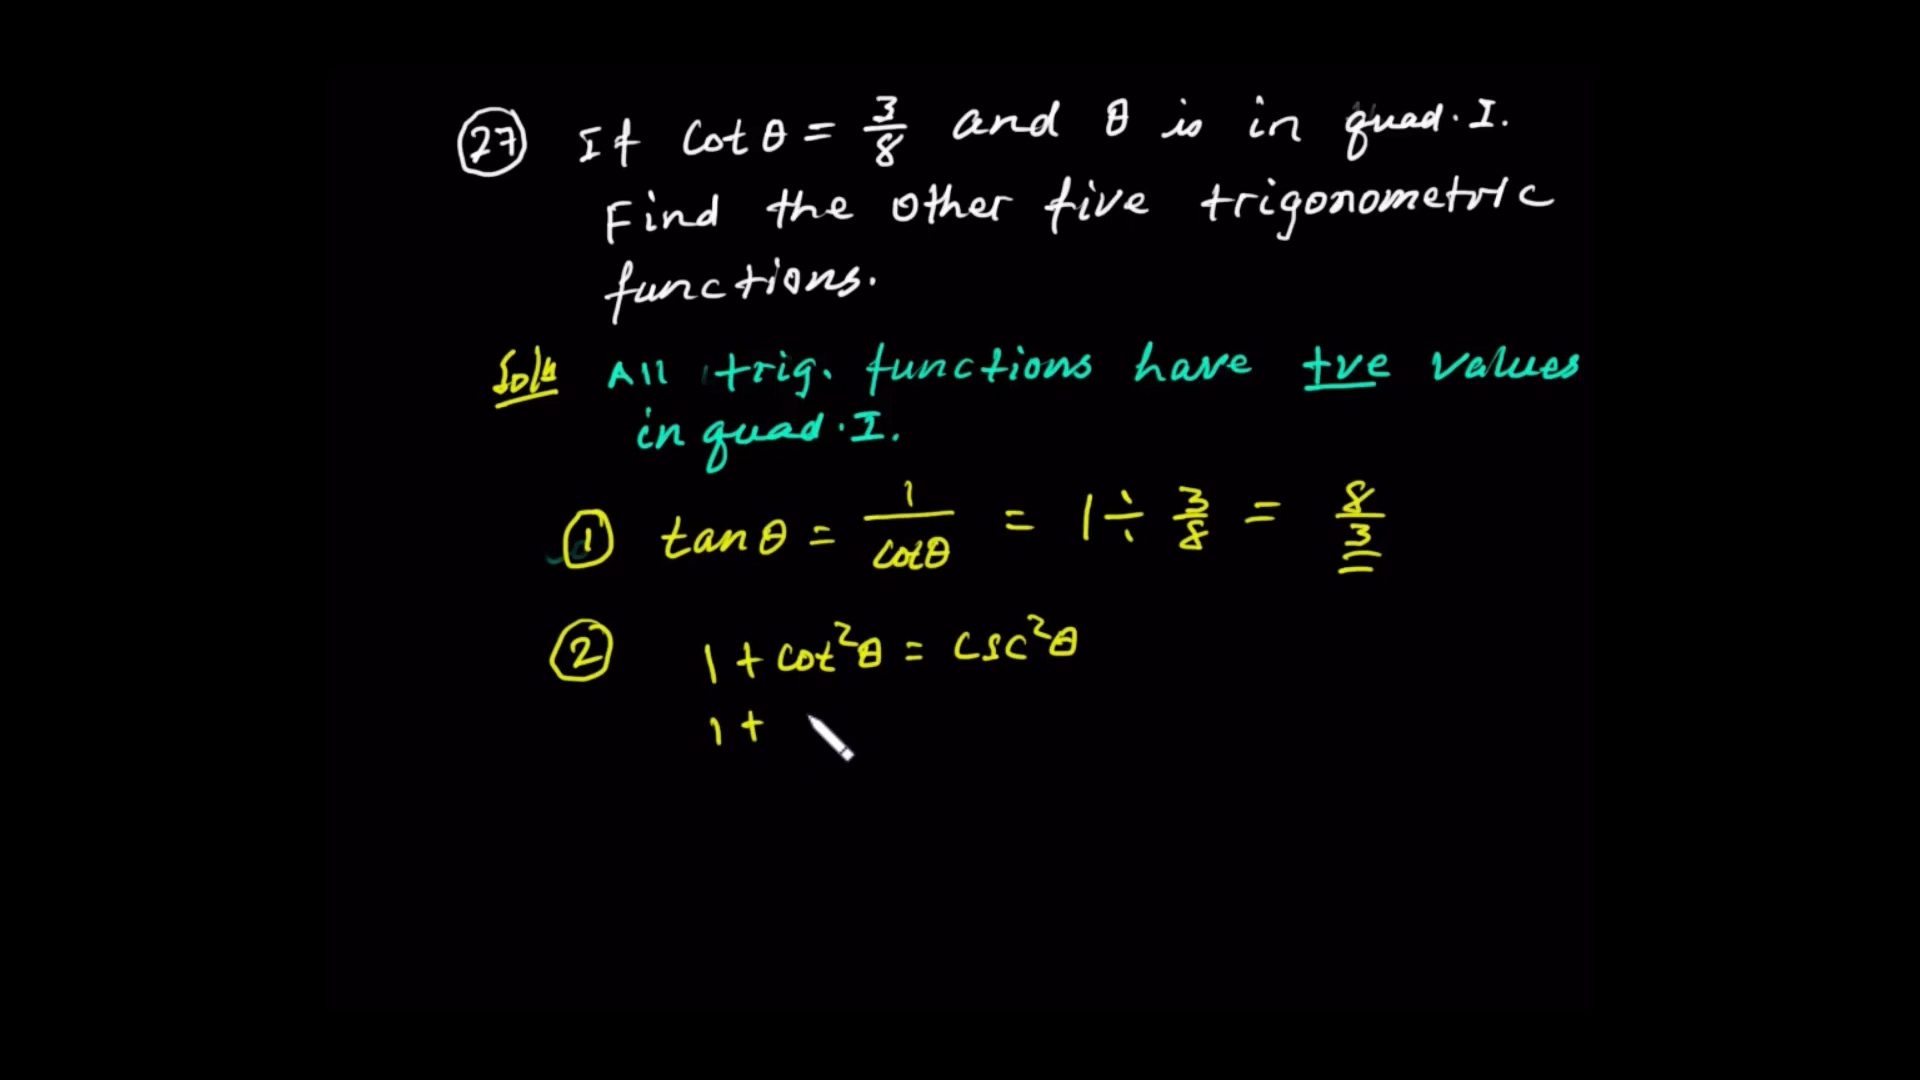 27 If cot θ = 3/8 and θ is in quad. I.
Find the other five trigonometric
functions.
Soln All trig. functions have +ve values
in quad. I.
1 tan θ = 1/cot θ = 1 ÷ 3/8 = 8/3
2 1 + cot²θ = csc²θ
1 +